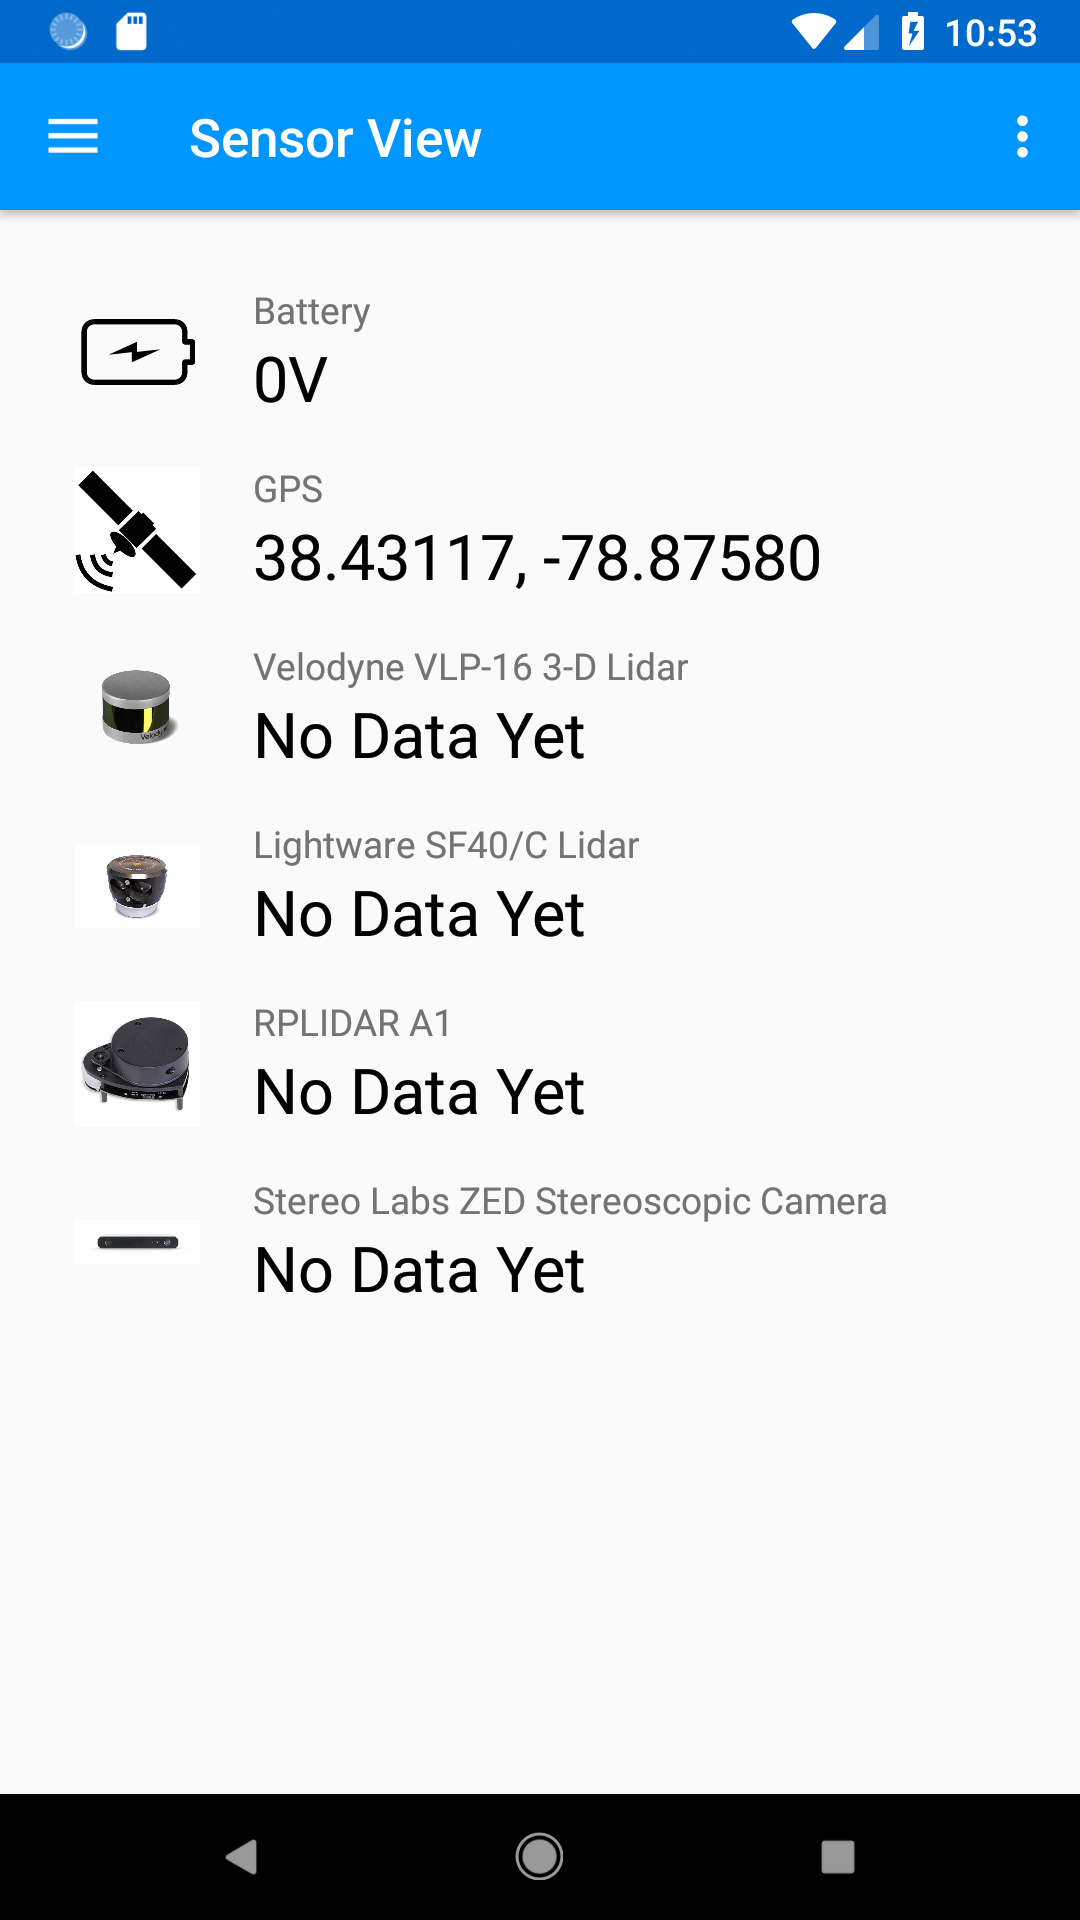 10:53
Sensor View
Battery
0V
GPS
38.43117, -78.87580
Velodyne VLP-16 3-D Lidar
No Data Yet
Lightware SF40/C Lidar
No Data Yet
RPLIDAR A1
No Data Yet
Stereo Labs ZED Stereoscopic Camera
No Data Yet